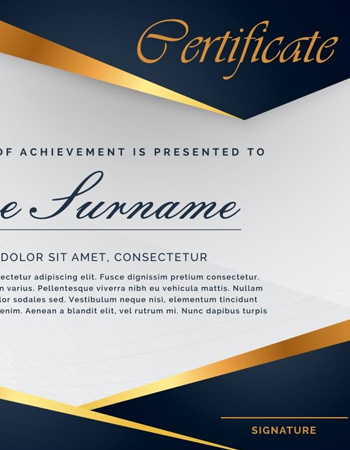 Certificate
OF ACHIEVEMENT IS PRESENTED TO
e Surname
DOLOR SIT AMET, CONSECTETUR
ectetur adipiscing elit. Fusce dignissim pretium consectetur.
n varius. Pellentesque viverra nibh eu vehicula mattis. Nullam
lor sodales sed. Vestibulum neque nisi, elementum tincidunt
enim. Aenean a blandit elit, vel rutrum mi. Nunc dapibus turpis
SIGNATURE